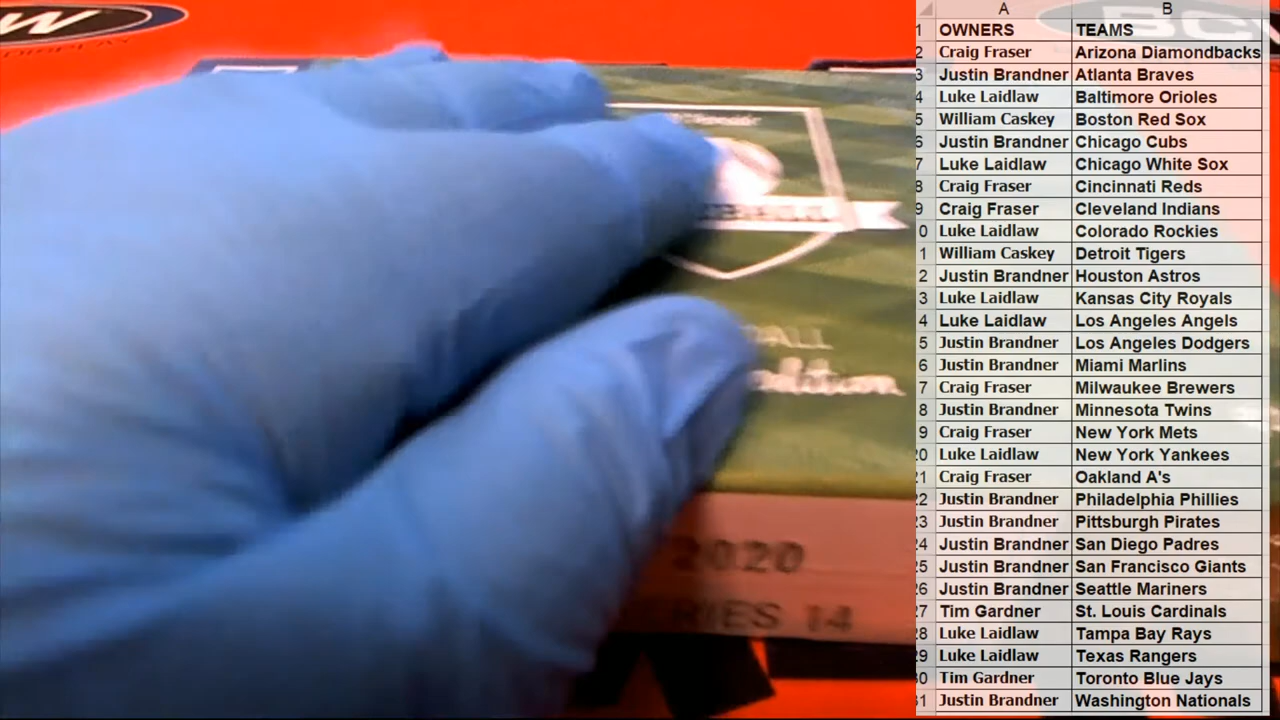 W
A B
1 OWNERS TEAMS
2 Craig Fraser Arizona Diamondbacks
3 Justin Brandner Atlanta Braves
4 Luke Laidlaw Baltimore Orioles
5 William Caskey Boston Red Sox
6 Justin Brandner Chicago Cubs
7 Luke Laidlaw Chicago White Sox
8 Craig Fraser Cincinnati Reds
9 Craig Fraser Cleveland Indians
0 Luke Laidlaw Colorado Rockies
1 William Caskey Detroit Tigers
2 Justin Brandner Houston Astros
3 Luke Laidlaw Kansas City Royals
4 Luke Laidlaw Los Angeles Angels
5 Justin Brandner Los Angeles Dodgers
6 Justin Brandner Miami Marlins
7 Craig Fraser Milwaukee Brewers
8 Justin Brandner Minnesota Twins
9 Craig Fraser New York Mets
20 Luke Laidlaw New York Yankees
21 Craig Fraser Oakland A's
22 Justin Brandner Philadelphia Phillies
23 Justin Brandner Pittsburgh Pirates
24 Justin Brandner San Diego Padres
25 Justin Brandner San Francisco Giants
26 Justin Brandner Seattle Mariners
27 Tim Gardner St. Louis Cardinals
28 Luke Laidlaw Tampa Bay Rays
29 Luke Laidlaw Texas Rangers
30 Tim Gardner Toronto Blue Jays
31 Justin Brandner Washington Nationals
BCW
ALL
dition
2020
RIES 14